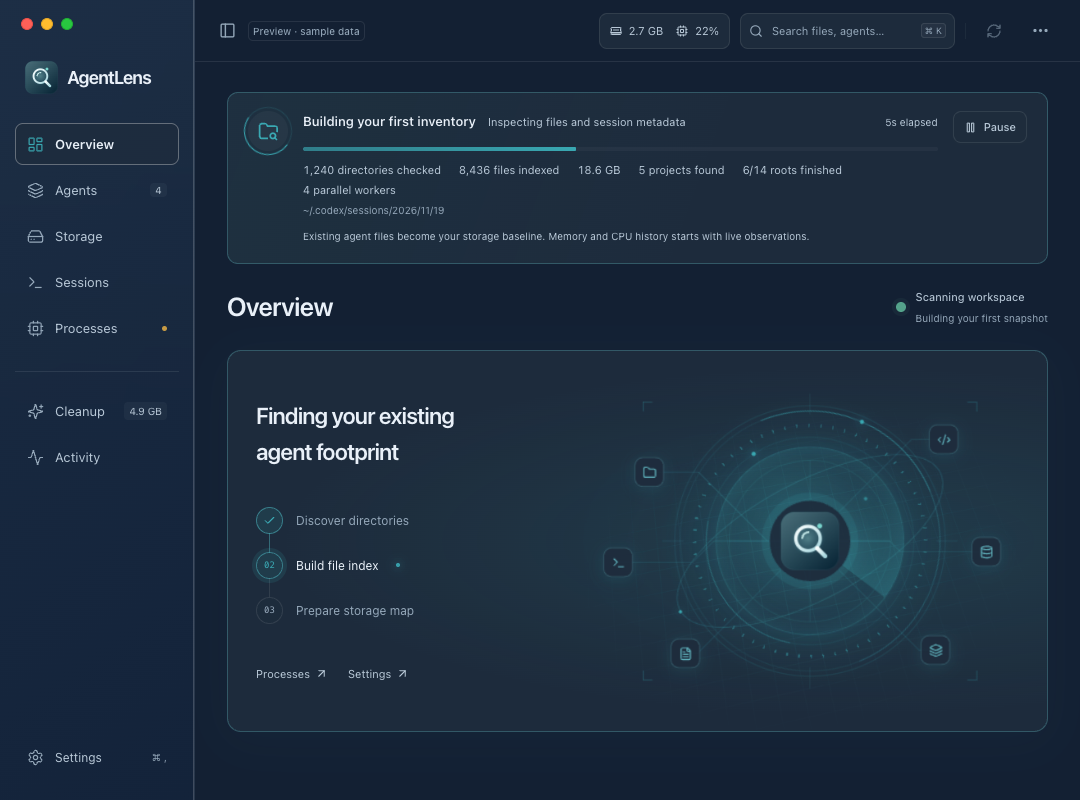 Preview · sample data
2.7 GB 22%
Search files, agents... ⌘ K
AgentLens
Overview
Agents 4
Storage
Sessions
Processes
Cleanup 4.9 GB
Activity
Settings ⌘ ,
Building your first inventory Inspecting files and session metadata 5s elapsed Pause
1,240 directories checked 8,436 files indexed 18.6 GB 5 projects found 6/14 roots finished
4 parallel workers
~/.codex/sessions/2026/11/19
Existing agent files become your storage baseline. Memory and CPU history starts with live observations.
Overview
Scanning workspace
Building your first snapshot
Finding your existing
agent footprint
Discover directories
02 Build file index
03 Prepare storage map
Processes Settings